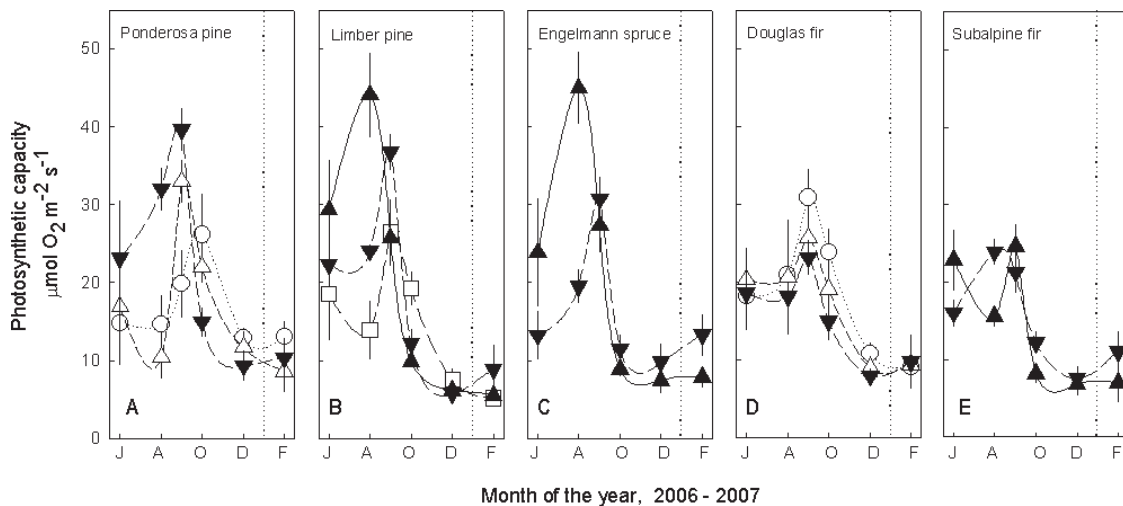 Ponderosa pine
Limber pine
Engelmann spruce
Douglas fir
Subalpine fir
Photosynthetic capacity
μmol O2 m-2 s-1
50
40
30
20
10
0
A
B
C
D
E
J A O D F
J A O D F
J A O D F
J A O D F
J A O D F
Month of the year, 2006 - 2007